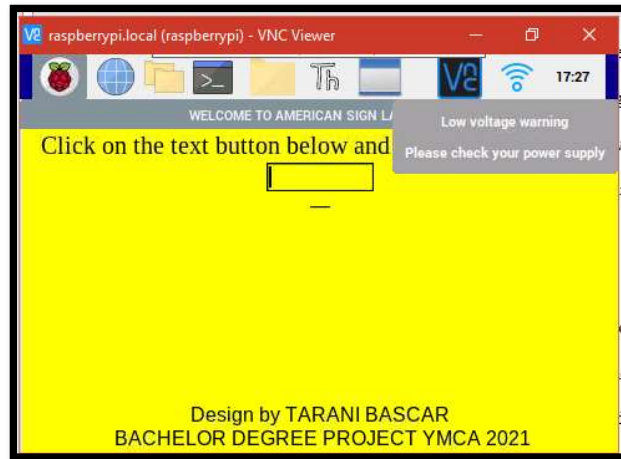 raspberrypi.local (raspberrypi) - VNC Viewer
Th
17:27
WELCOME TO AMERICAN SIGN
Low voltage warning
Please check your power supply
Click on the text button below and
Design by TARANI BASCAR
BACHELOR DEGREE PROJECT YMCA 2021